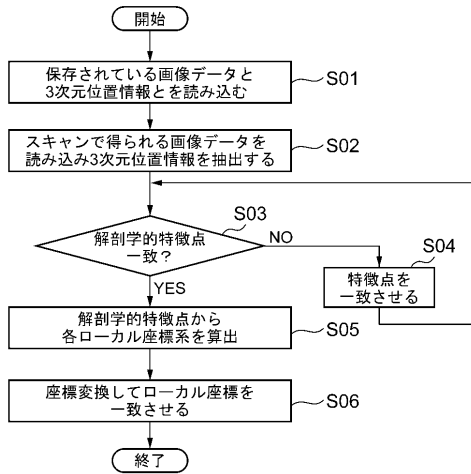 開始
保存されている画像データと
3次元位置情報とを読み込む
S01
スキャンで得られる画像データを
読み込み3次元位置情報を抽出する
S02
S03
解剖学的特徴点
一致？
NO
S04
特徴点を
一致させる
YES
解剖学的特徴点から
各ローカル座標系を算出
S05
座標変換してローカル座標を
一致させる
S06
終了